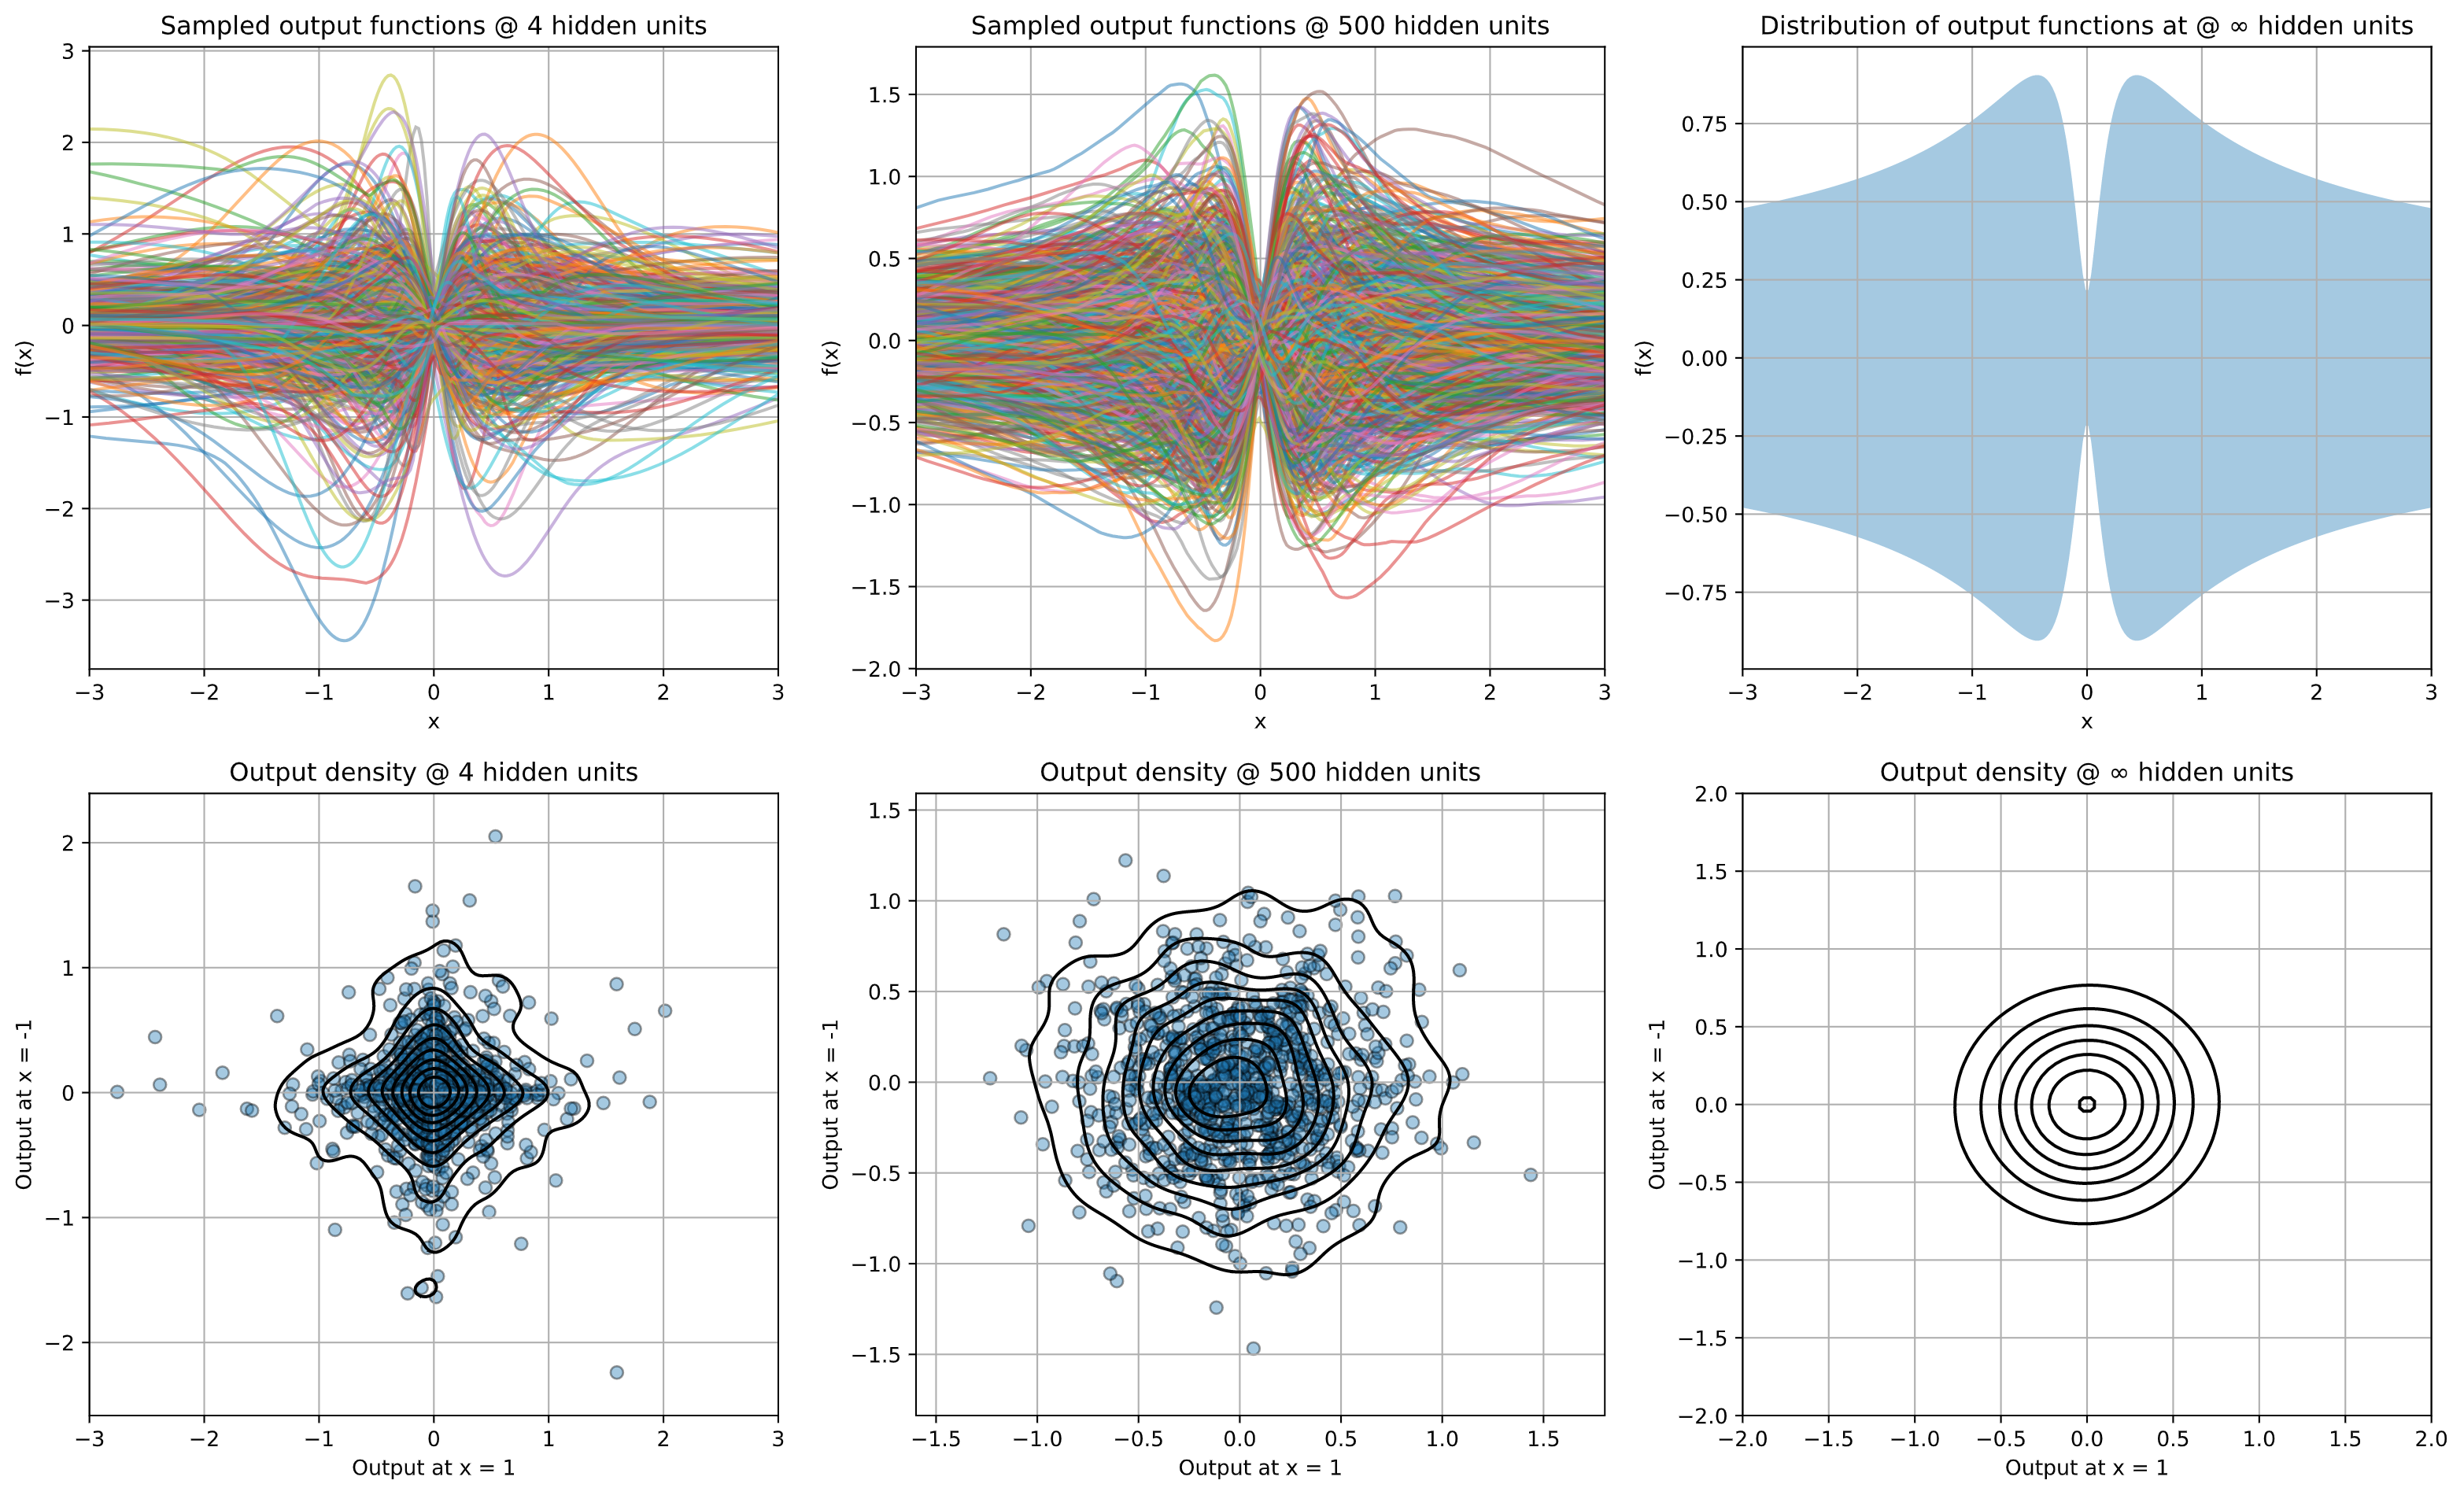 Sampled output functions @ 4 hidden units
3
2
1
0
−1
−2
−3
f(x)
−3 −2 −1 0 1 2 3
x
Sampled output functions @ 500 hidden units
1.5
1.0
0.5
0.0
−0.5
−1.0
−1.5
−2.0
f(x)
−3 −2 −1 0 1 2 3
x
Distribution of output functions at @ ∞ hidden units
0.75
0.50
0.25
0.00
−0.25
−0.50
−0.75
f(x)
−3 −2 −1 0 1 2 3
x
Output density @ 4 hidden units
2
1
0
−1
−2
Output at x = -1
−3 −2 −1 0 1 2 3
Output at x = 1
Output density @ 500 hidden units
1.5
1.0
0.5
0.0
−0.5
−1.0
−1.5
Output at x = -1
−1.5 −1.0 −0.5 0.0 0.5 1.0 1.5
Output at x = 1
Output density @ ∞ hidden units
2.0
1.5
1.0
0.5
0.0
−0.5
−1.0
−1.5
−2.0
Output at x = -1
−2.0 −1.5 −1.0 −0.5 0.0 0.5 1.0 1.5 2.0
Output at x = 1